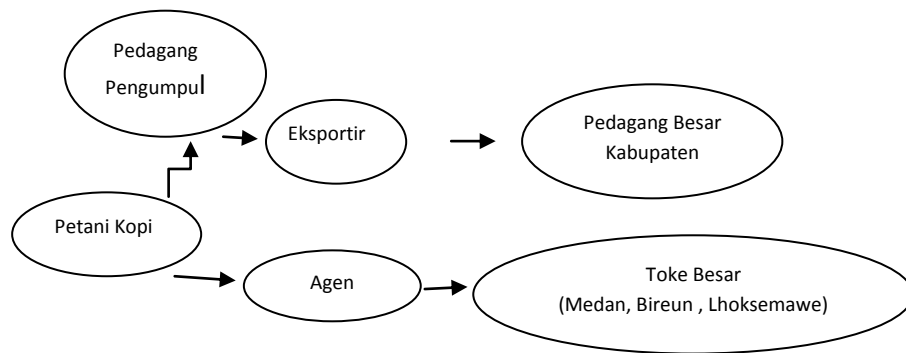 Pedagang
Pengumpul
Eksportir
Pedagang Besar
Kabupaten
Petani Kopi
Agen
Toke Besar
(Medan, Bireun , Lhoksemawe)